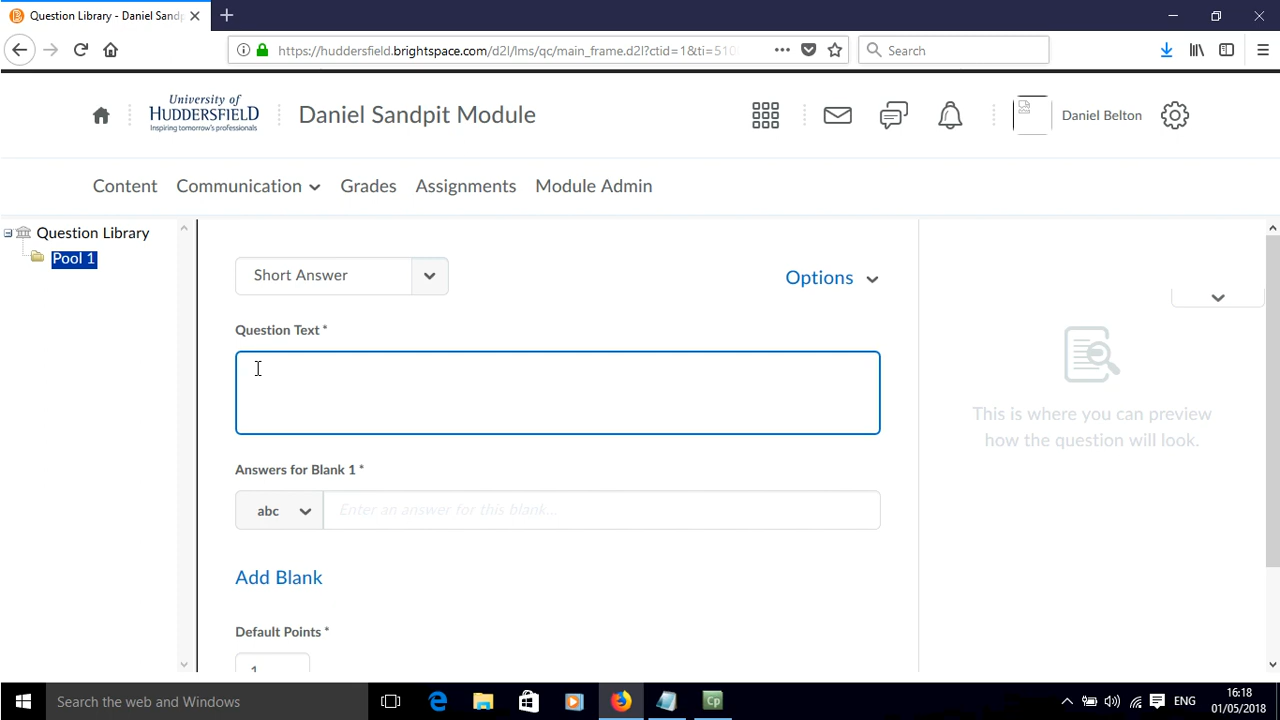 Question Library - Daniel Sandp
https://huddersfield.brightspace.com/d2l/lms/qc/main_frame.d2l?ctid=1&ti=510
Search
University of
HUDDERSFIELD
Inspiring tomorrow's professionals
Daniel Sandpit Module
Daniel Belton
Content
Communication
Grades
Assignments
Module Admin
Question Library
Pool 1
Short Answer
Options
Question Text *
This is where you can preview
how the question will look.
Answers for Blank 1 *
abc
Enter an answer for this blank...
Add Blank
Default Points *
1
Search the web and Windows
Cp
ENG
16:18
01/05/2018